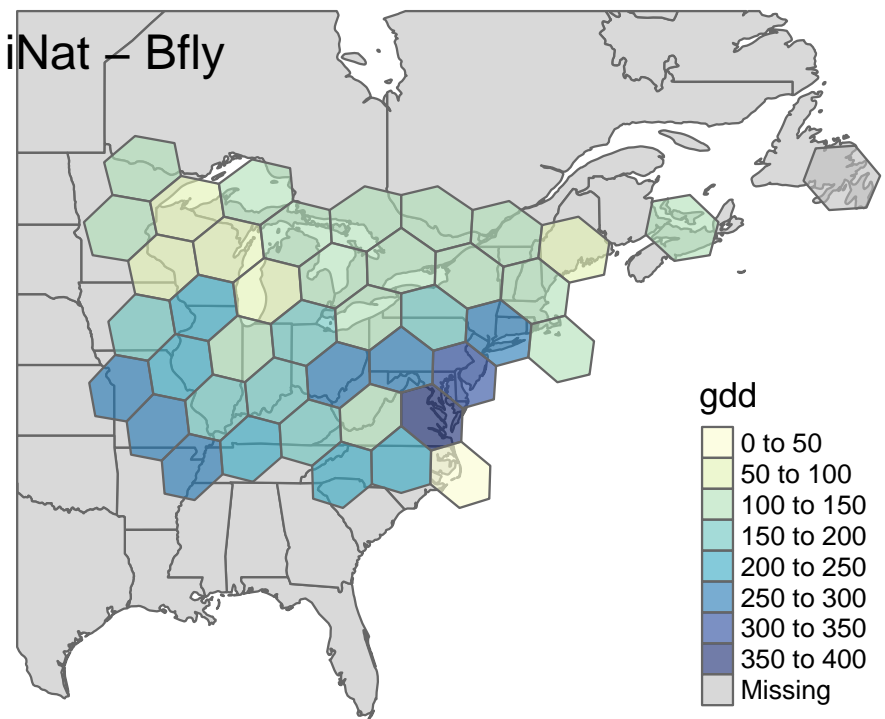 iNat – Bfly
gdd
0 to 50
50 to 100
100 to 150
150 to 200
200 to 250
250 to 300
300 to 350
350 to 400
Missing